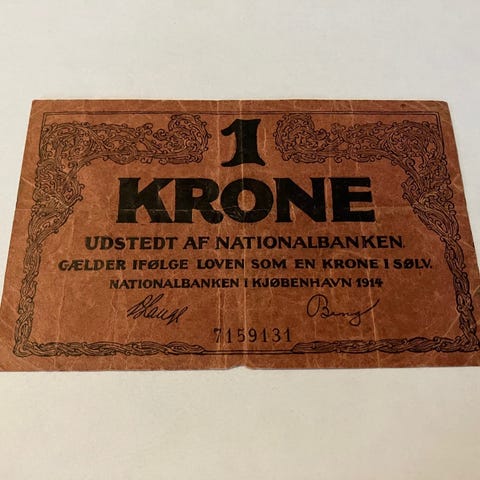 1
KRONE
UDSTEDT AF NATIONALBANKEN.
GÆLDER IFØLGE LOVEN SOM EN KRONE I SØLV.
NATIONALBANKEN I KJØBENHAVN 1914
7159131